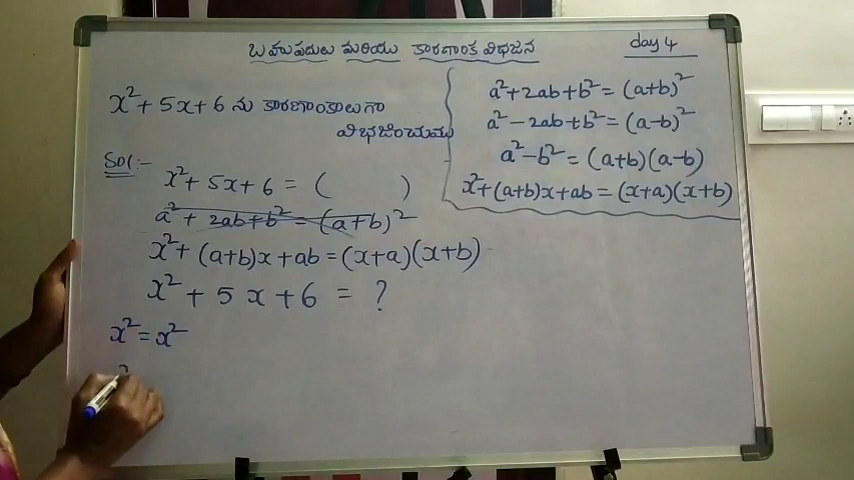 బహుపదులు మరియు కారణాంక విభజన
day 4
x² + 5x + 6 ను కారణాంకాలుగా
విభజించుము
Sol:-
x² + 5x + 6 = (      )
a² + 2ab + b² = (a+b)²
x² + (a+b)x + ab = (x+a)(x+b)
x² + 5x + 6 = ?
x² = x²
a² + 2ab + b² = (a+b)²
a² - 2ab + b² = (a-b)²
a² - b² = (a+b)(a-b)
x² + (a+b)x + ab = (x+a)(x+b)